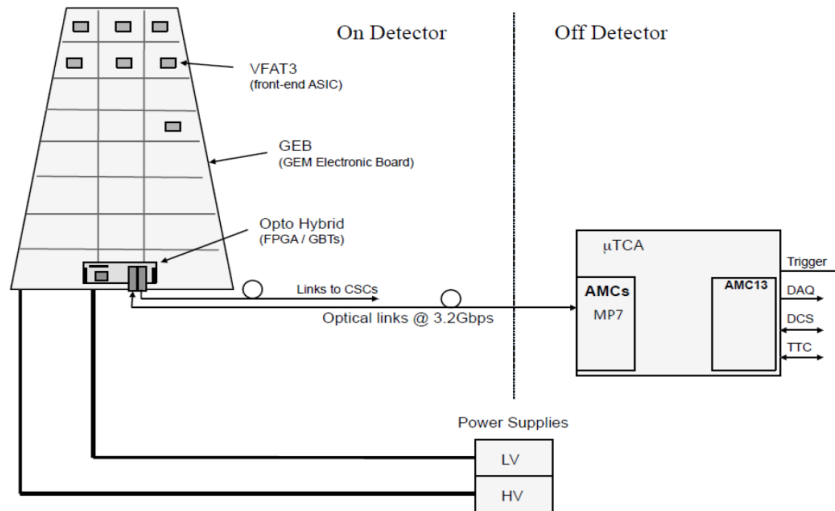 On Detector
Off Detector
VFAT3
(front-end ASIC)
GEB
(GEM Electronic Board)
Opto Hybrid
(FPGA / GBTs)
Links to CSCs
Optical links @ 3.2Gbps
μTCA
AMCs
MP7
AMC13
Trigger
DAQ
DCS
TTC
Power Supplies
LV
HV